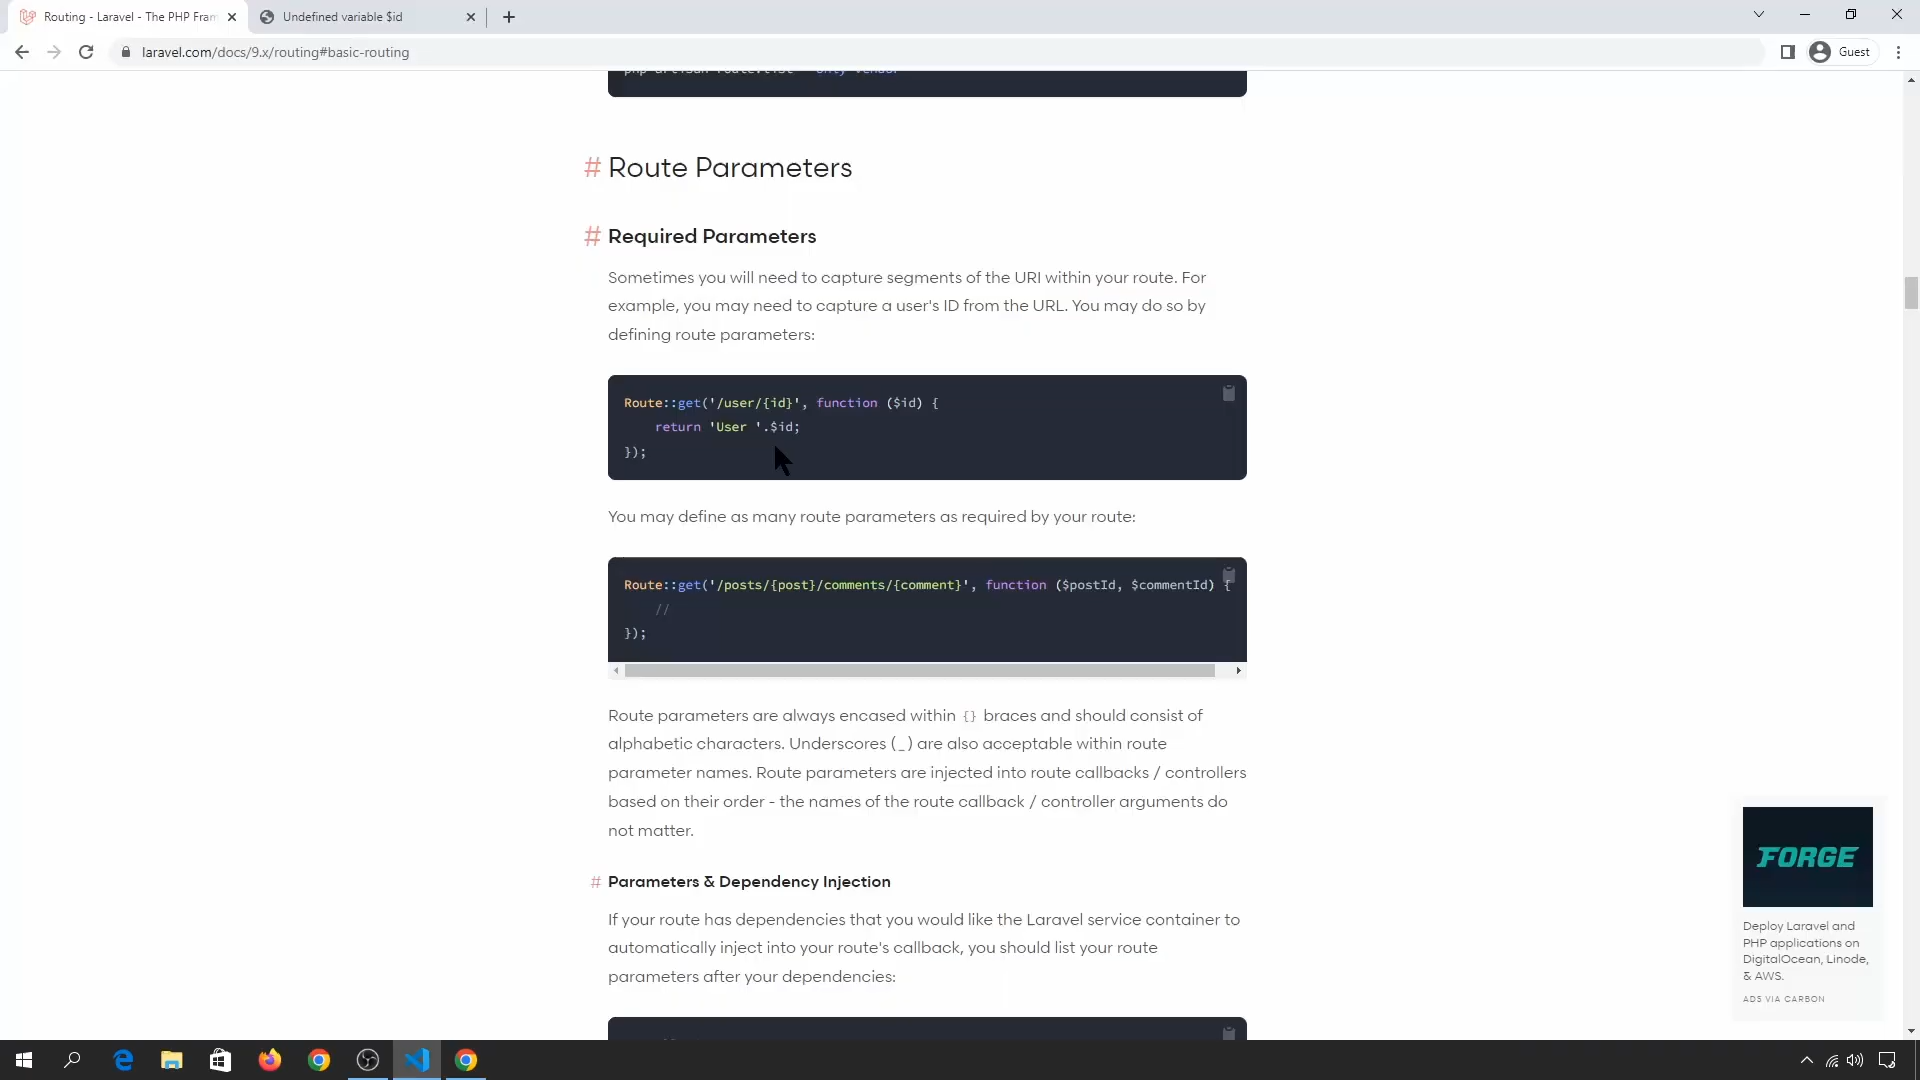 Routing - Laravel - The PHP Fram
Undefined variable $id
laravel.com/docs/9.x/routing#basic-routing
Guest
php artisan route:list --only-vendor
# Route Parameters
# Required Parameters
Sometimes you will need to capture segments of the URI within your route. For
example, you may need to capture a user's ID from the URL. You may do so by
defining route parameters:
Route::get('/user/{id}', function ($id) {
    return 'User '.$id;
});
You may define as many route parameters as required by your route:
Route::get('/posts/{post}/comments/{comment}', function ($postId, $commentId) {
    //
});
Route parameters are always encased within {} braces and should consist of
alphabetic characters. Underscores (_) are also acceptable within route
parameter names. Route parameters are injected into route callbacks / controllers
based on their order - the names of the route callback / controller arguments do
not matter.
# Parameters & Dependency Injection
If your route has dependencies that you would like the Laravel service container to
automatically inject into your route's callback, you should list your route
parameters after your dependencies:
FORGE
Deploy Laravel and
PHP applications on
DigitalOcean, Linode,
& AWS.
ADS VIA CARBON